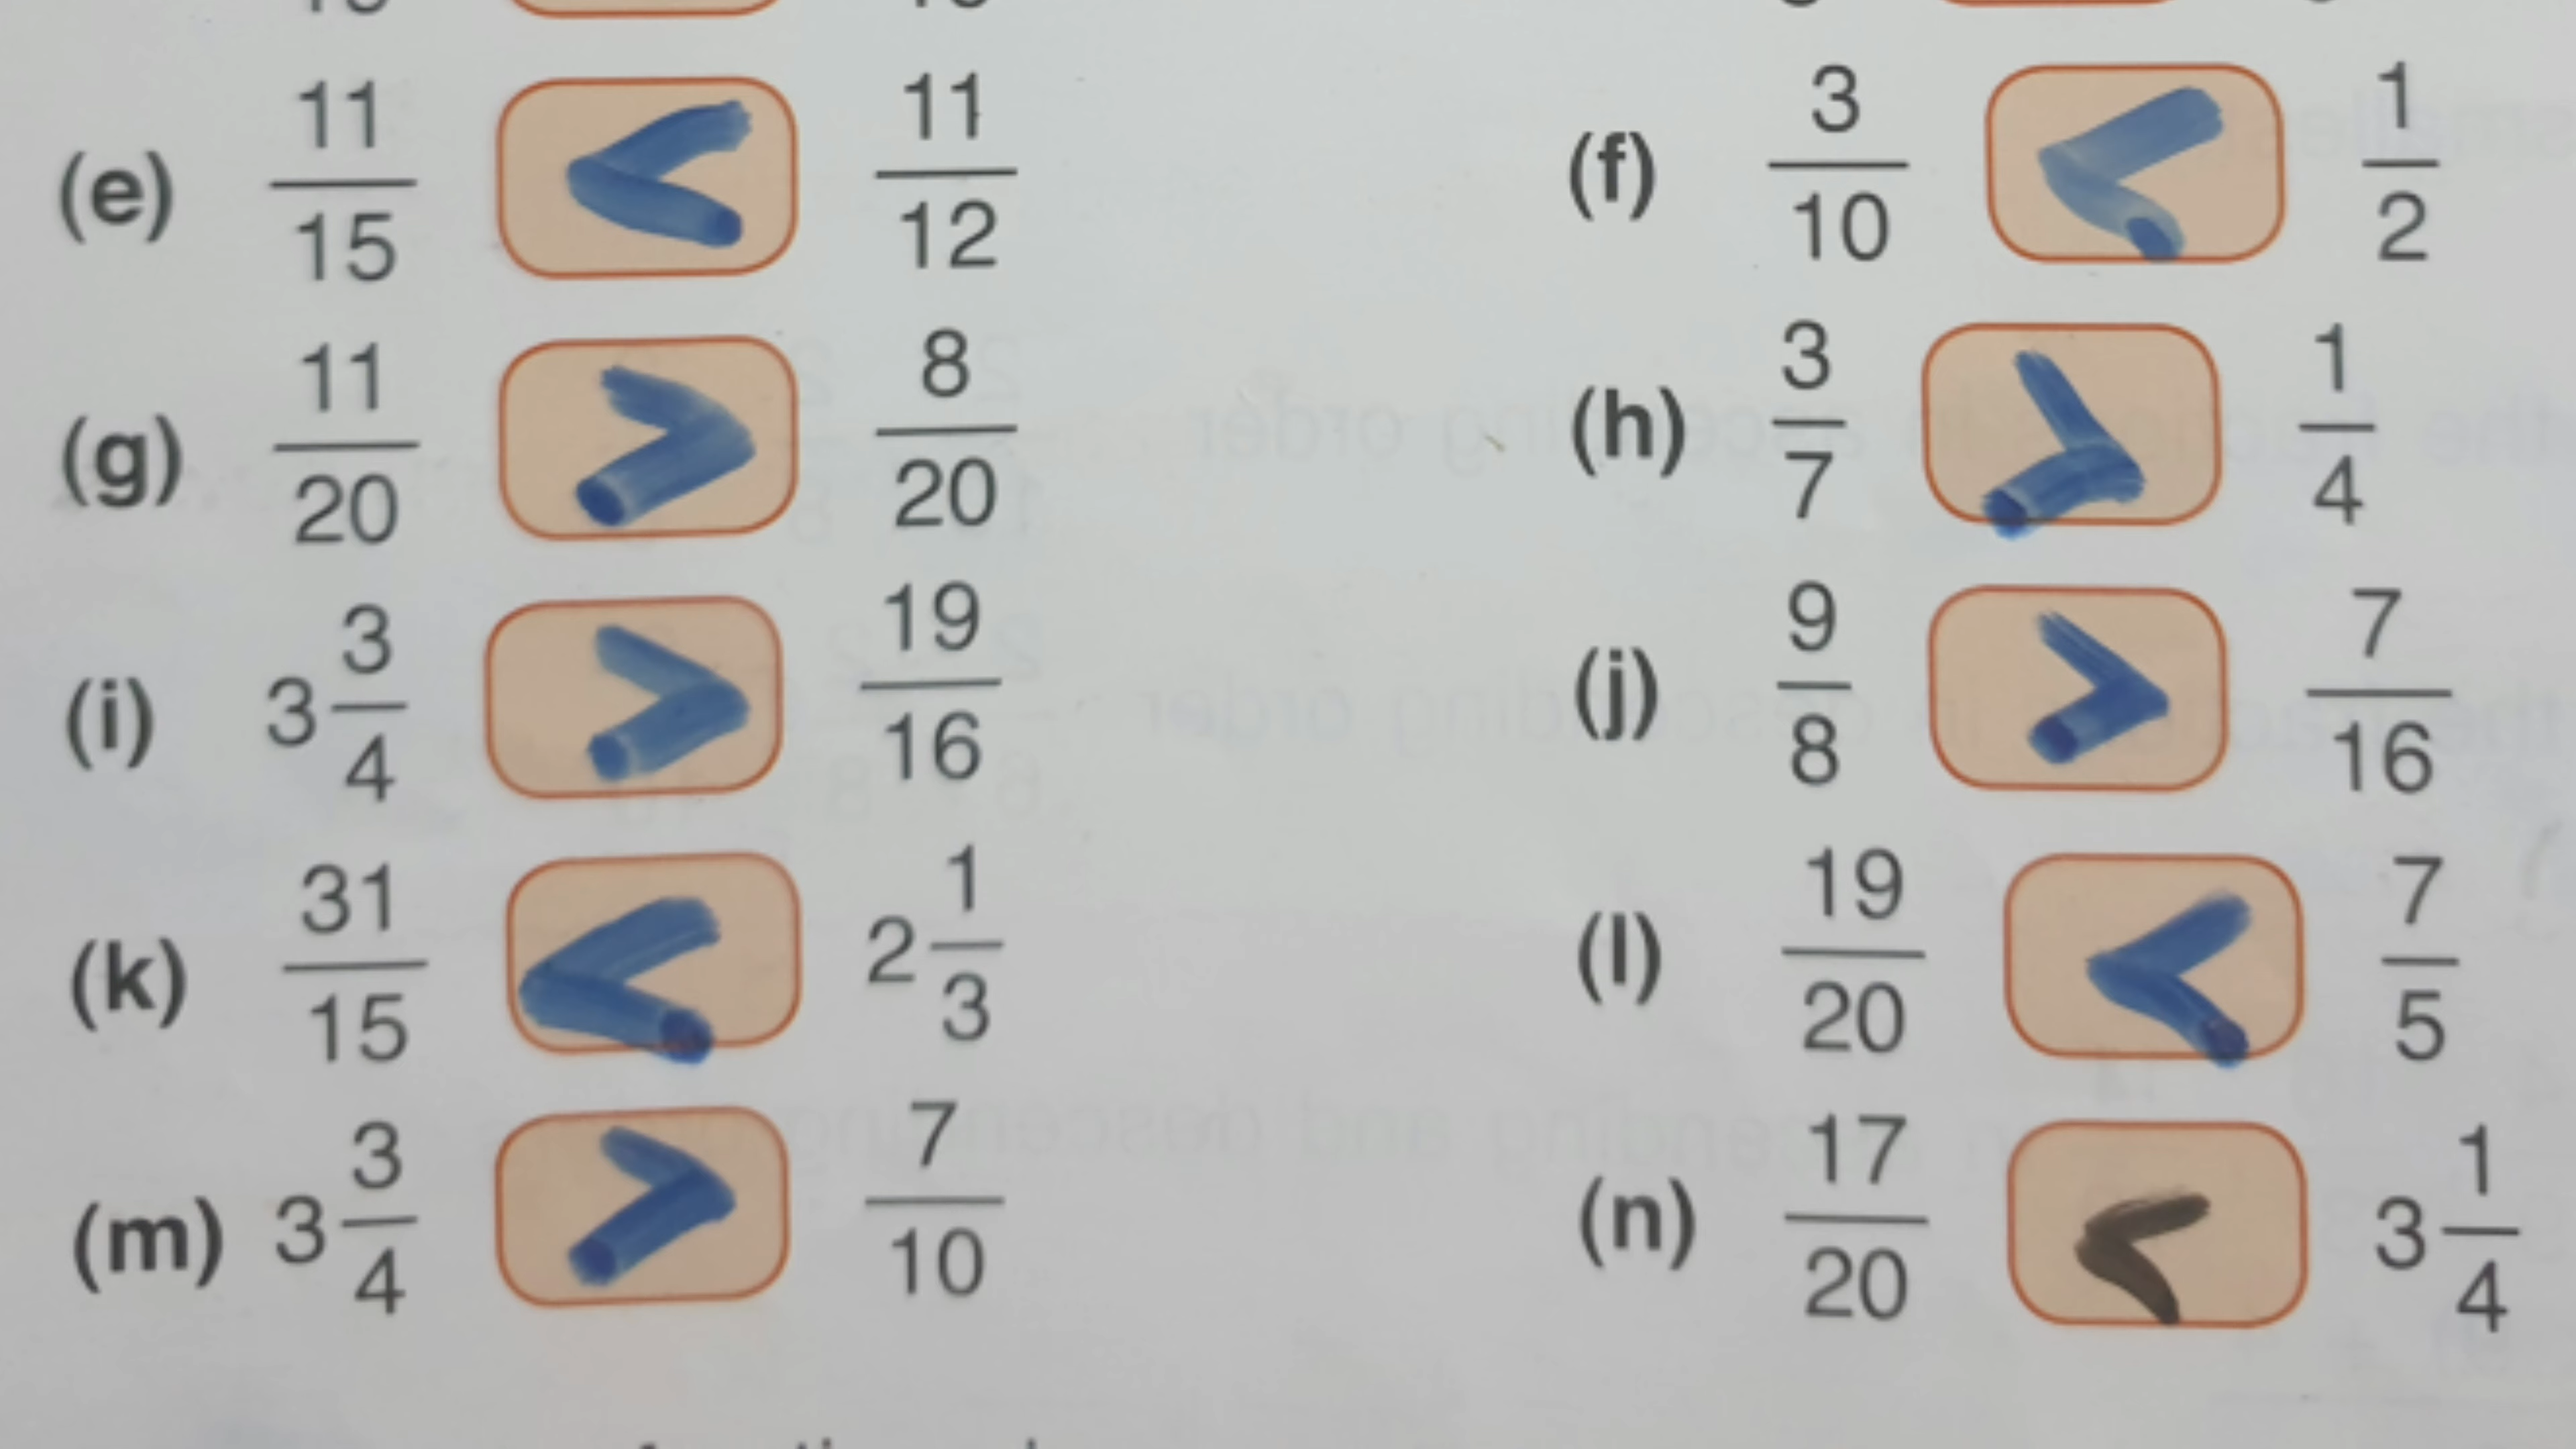 (e) 11/15 < 11/12 (f) 3/10 < 1/2
(g) 11/20 > 8/20 (h) 3/7 > 1/4
(i) 3 3/4 > 19/16 (j) 9/8 > 7/16
(k) 31/15 < 2 1/3 (l) 19/20 < 7/5
(m) 3 3/4 > 7/10 (n) 17/20 < 3 1/4